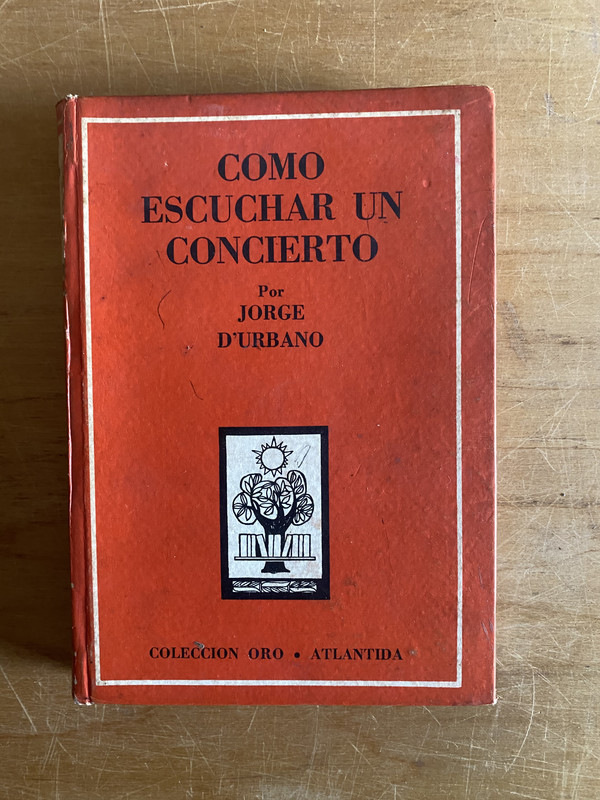 COMO
ESCUCHAR UN
CONCIERTO
Por
JORGE
D'URBANO
COLECCION ORO • ATLANTIDA